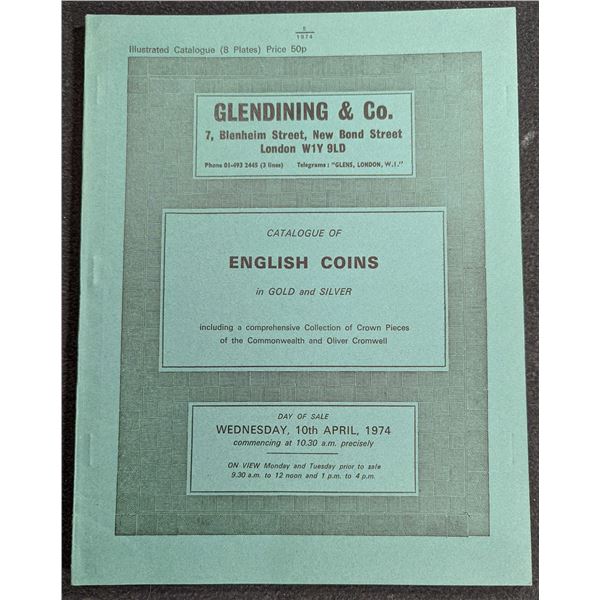 8
1974
Illustrated Catalogue (8 Plates) Price 50p
GLENDINING & Co.
7, Blenheim Street, New Bond Street
London W1Y 9LD
Phone 01-493 2445 (3 lines) Telegrams: "GLENS, LONDON, W.1."
CATALOGUE OF
ENGLISH COINS
in GOLD and SILVER
including a comprehensive Collection of Crown Pieces
of the Commonwealth and Oliver Cromwell
DAY OF SALE
WEDNESDAY, 10th APRIL, 1974
commencing at 10.30 a.m. precisely
ON VIEW Monday and Tuesday prior to sale
9.30 a.m. to 12 noon and 1 p.m. to 4 p.m.